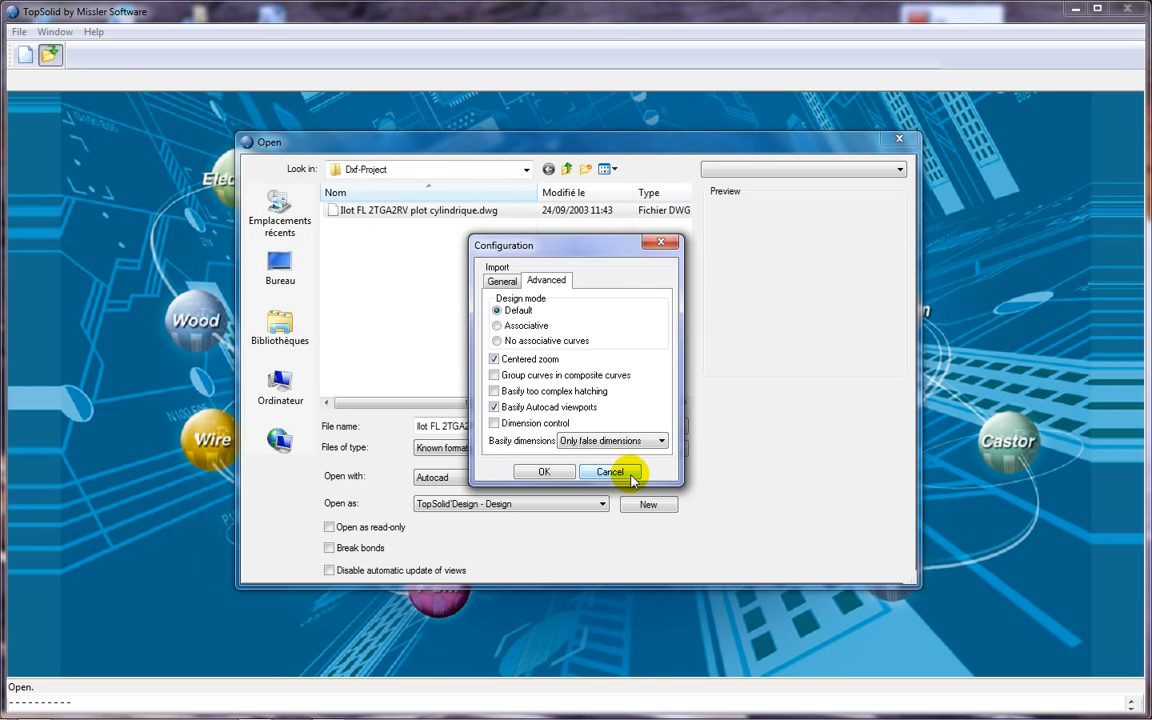 TopSolid by Missler Software
File Window Help
Open
Look in: Dxf-Project
Nom Modifié le Type
Ilot FL 2TGA2RV plot cylindrique.dwg 24/09/2003 11:43 Fichier DWG
Preview
Emplacements
récents
Bureau
Bibliothèques
Ordinateur
Configuration
Import
General Advanced
Design mode
Default
Associative
No associative curves
Centered zoom
Group curves in composite curves
Basify too complex hatching
Basify Autocad viewports
Dimension control
Basify dimensions Only false dimensions
OK Cancel
File name: Ilot FL 2TGA2
Files of type: Known format
Open with: Autocad
Open as: TopSolid'Design - Design New
Open as read-only
Break bonds
Disable automatic update of views
Wood
Wire
Castor
Open.
----------